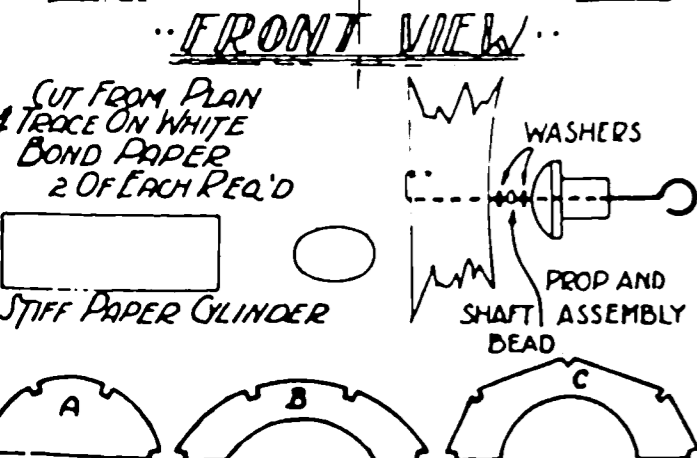 FRONT VIEW
CUT FROM PLAN
& TRACE ON WHITE
BOND PAPER
2 OF EACH REQ'D
STIFF PAPER CYLINDER
WASHERS
PROP AND
SHAFT ASSEMBLY
BEAD
A
B
C